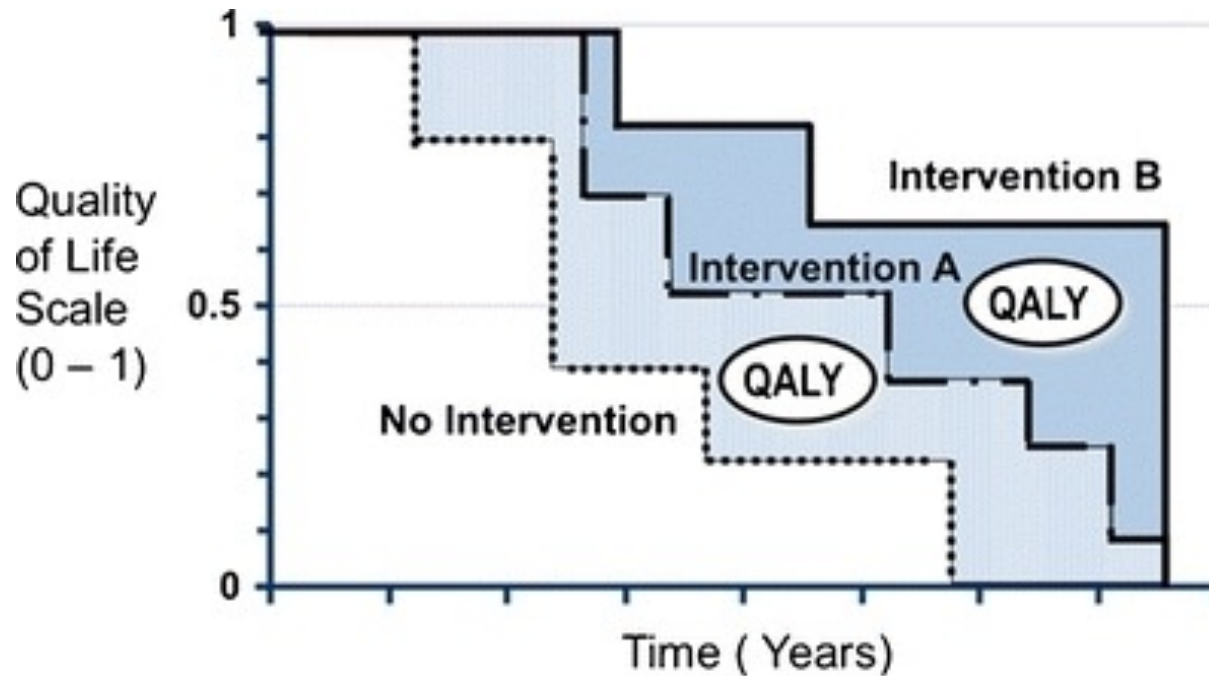 1
Quality
of Life
Scale
(0 – 1)
0.5
0
Intervention B
Intervention A
QALY
QALY
No Intervention
Time ( Years)